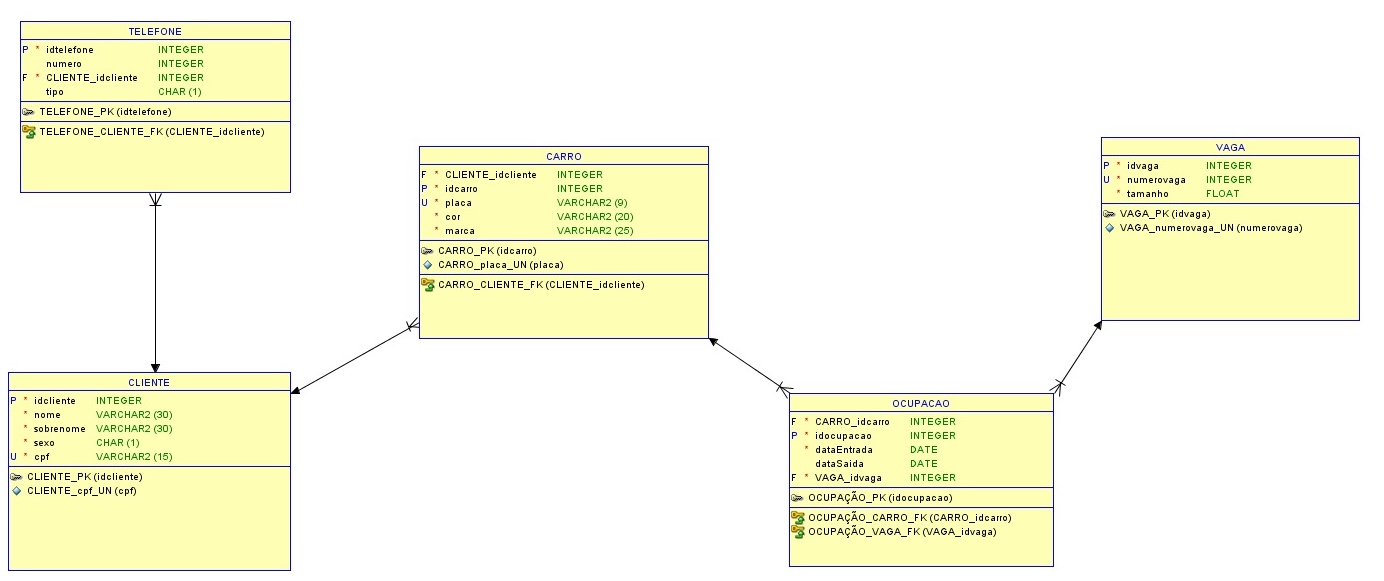 TELEFONE
P * idtelefone INTEGER
numero INTEGER
F * CLIENTE_idcliente INTEGER
tipo CHAR (1)
TELEFONE_PK (idtelefone)
TELEFONE_CLIENTE_FK (CLIENTE_idcliente)
CARRO
F * CLIENTE_idcliente INTEGER
P * idcarro INTEGER
U * placa VARCHAR2 (9)
* cor VARCHAR2 (20)
* marca VARCHAR2 (25)
CARRO_PK (idcarro)
CARRO_placa_UN (placa)
CARRO_CLIENTE_FK (CLIENTE_idcliente)
VAGA
P * idvaga INTEGER
U * numerovaga INTEGER
* tamanho FLOAT
VAGA_PK (idvaga)
VAGA_numerovaga_UN (numerovaga)
CLIENTE
P * idcliente INTEGER
* nome VARCHAR2 (30)
* sobrenome VARCHAR2 (30)
* sexo CHAR (1)
U * cpf VARCHAR2 (15)
CLIENTE_PK (idcliente)
CLIENTE_cpf_UN (cpf)
OCUPACAO
F * CARRO_idcarro INTEGER
P * idocupacao INTEGER
* dataEntrada DATE
dataSaida DATE
F * VAGA_idvaga INTEGER
OCUPAÇÃO_PK (idocupacao)
OCUPAÇÃO_CARRO_FK (CARRO_idcarro)
OCUPAÇÃO_VAGA_FK (VAGA_idvaga)